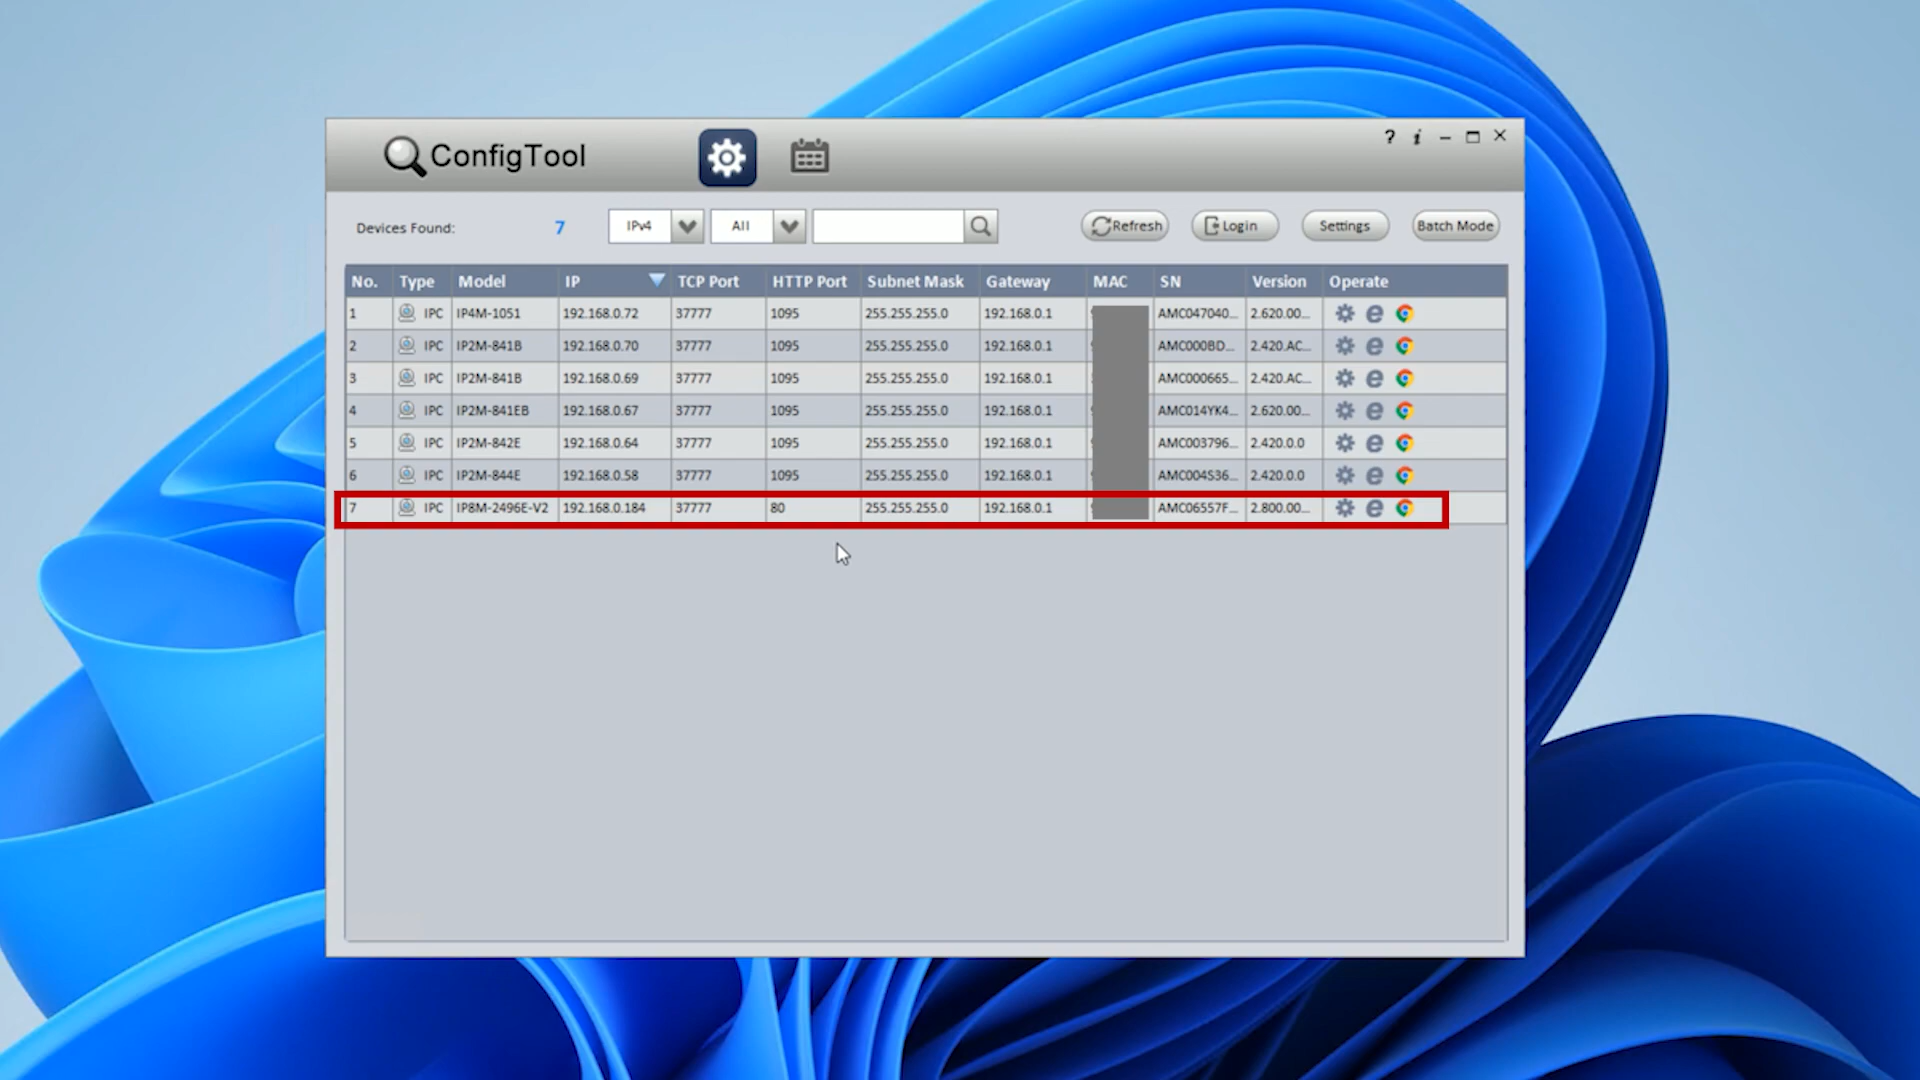 ConfigTool
? i
Devices Found: 7 IPv4 All Refresh Login Settings Batch Mode
No. Type Model IP TCP Port HTTP Port Subnet Mask Gateway MAC SN Version Operate
1 IPC IP4M-1051 192.168.0.72 37777 1095 255.255.255.0 192.168.0.1 AMC047040... 2.620.00...
2 IPC IP2M-841B 192.168.0.70 37777 1095 255.255.255.0 192.168.0.1 AMC000BD... 2.420.AC...
3 IPC IP2M-841B 192.168.0.69 37777 1095 255.255.255.0 192.168.0.1 AMC000665... 2.420.AC...
4 IPC IP2M-841EB 192.168.0.67 37777 1095 255.255.255.0 192.168.0.1 AMC014YK4... 2.620.00...
5 IPC IP2M-842E 192.168.0.64 37777 1095 255.255.255.0 192.168.0.1 AMC003796... 2.420.0.0
6 IPC IP2M-844E 192.168.0.58 37777 1095 255.255.255.0 192.168.0.1 AMC004S36... 2.420.0.0
7 IPC IP8M-2496E-V2 192.168.0.184 37777 80 255.255.255.0 192.168.0.1 AMC06557F... 2.800.00...